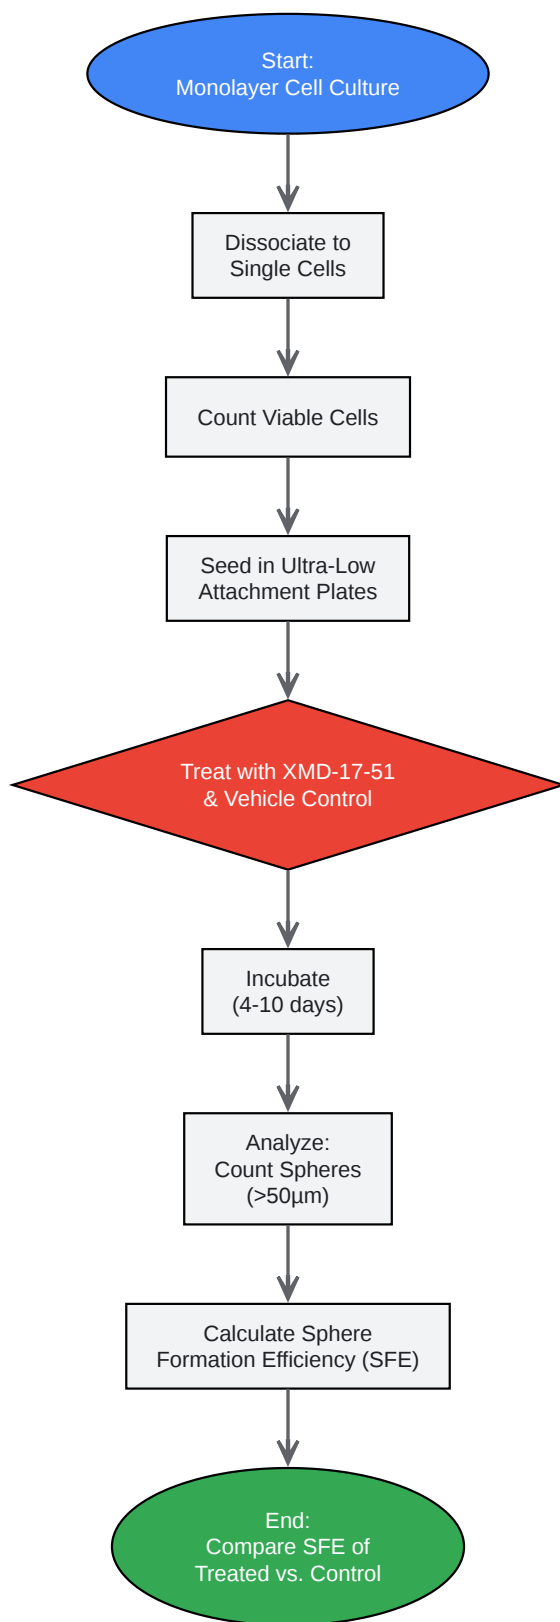 Start:
Monolayer Cell Culture
Dissociate to
Single Cells
Count Viable Cells
Seed in Ultra-Low
Attachment Plates
Treat with XMD-17-51
& Vehicle Control
Incubate
(4-10 days)
Analyze:
Count Spheres
(>50µm)
Calculate Sphere
Formation Efficiency (SFE)
End:
Compare SFE of
Treated vs. Control